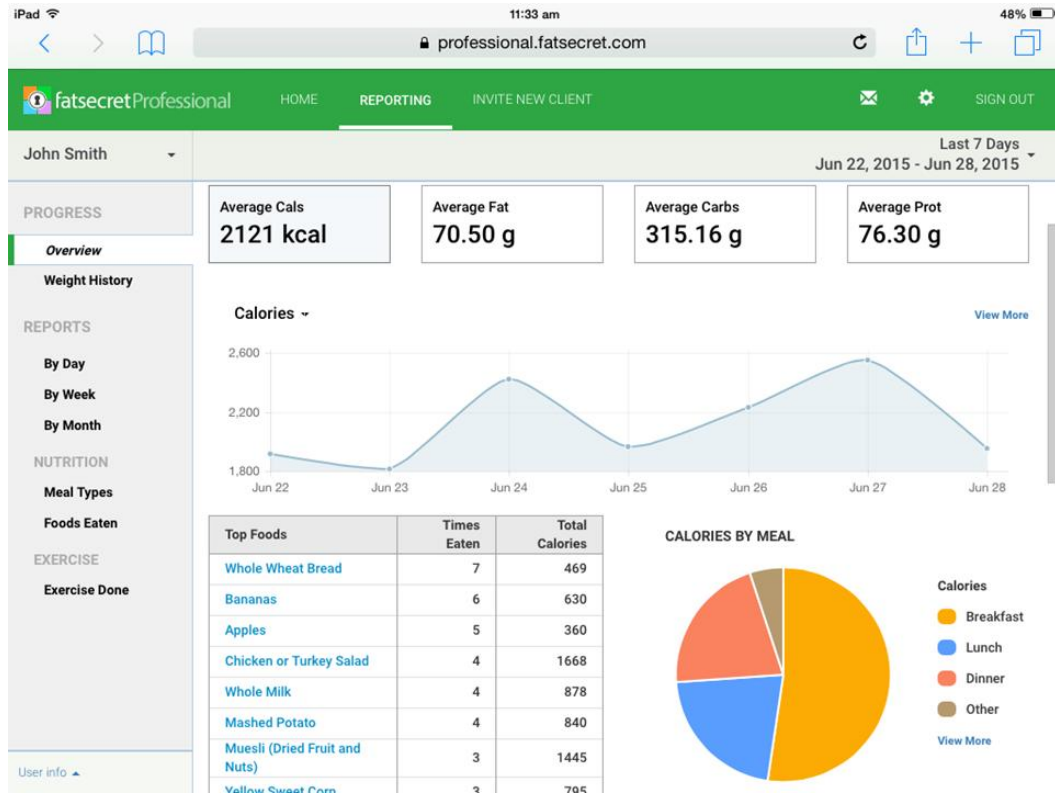 iPad 11:33 am 48%
professional.fatsecret.com
fatsecret Professional HOME REPORTING INVITE NEW CLIENT SIGN OUT
John Smith
Last 7 Days
Jun 22, 2015 - Jun 28, 2015
PROGRESS
Overview
Weight History
REPORTS
By Day
By Week
By Month
NUTRITION
Meal Types
Foods Eaten
EXERCISE
Exercise Done
User info
Average Cals
2121 kcal
Average Fat
70.50 g
Average Carbs
315.16 g
Average Prot
76.30 g
Calories
View More
2,600
2,200
1,800
Jun 22 Jun 23 Jun 24 Jun 25 Jun 26 Jun 27 Jun 28
Top Foods Times Eaten Total Calories
Whole Wheat Bread 7 469
Bananas 6 630
Apples 5 360
Chicken or Turkey Salad 4 1668
Whole Milk 4 878
Mashed Potato 4 840
Muesli (Dried Fruit and
Nuts) 3 1445
Yellow Sweet Corn 3 795
CALORIES BY MEAL
Calories
Breakfast
Lunch
Dinner
Other
View More